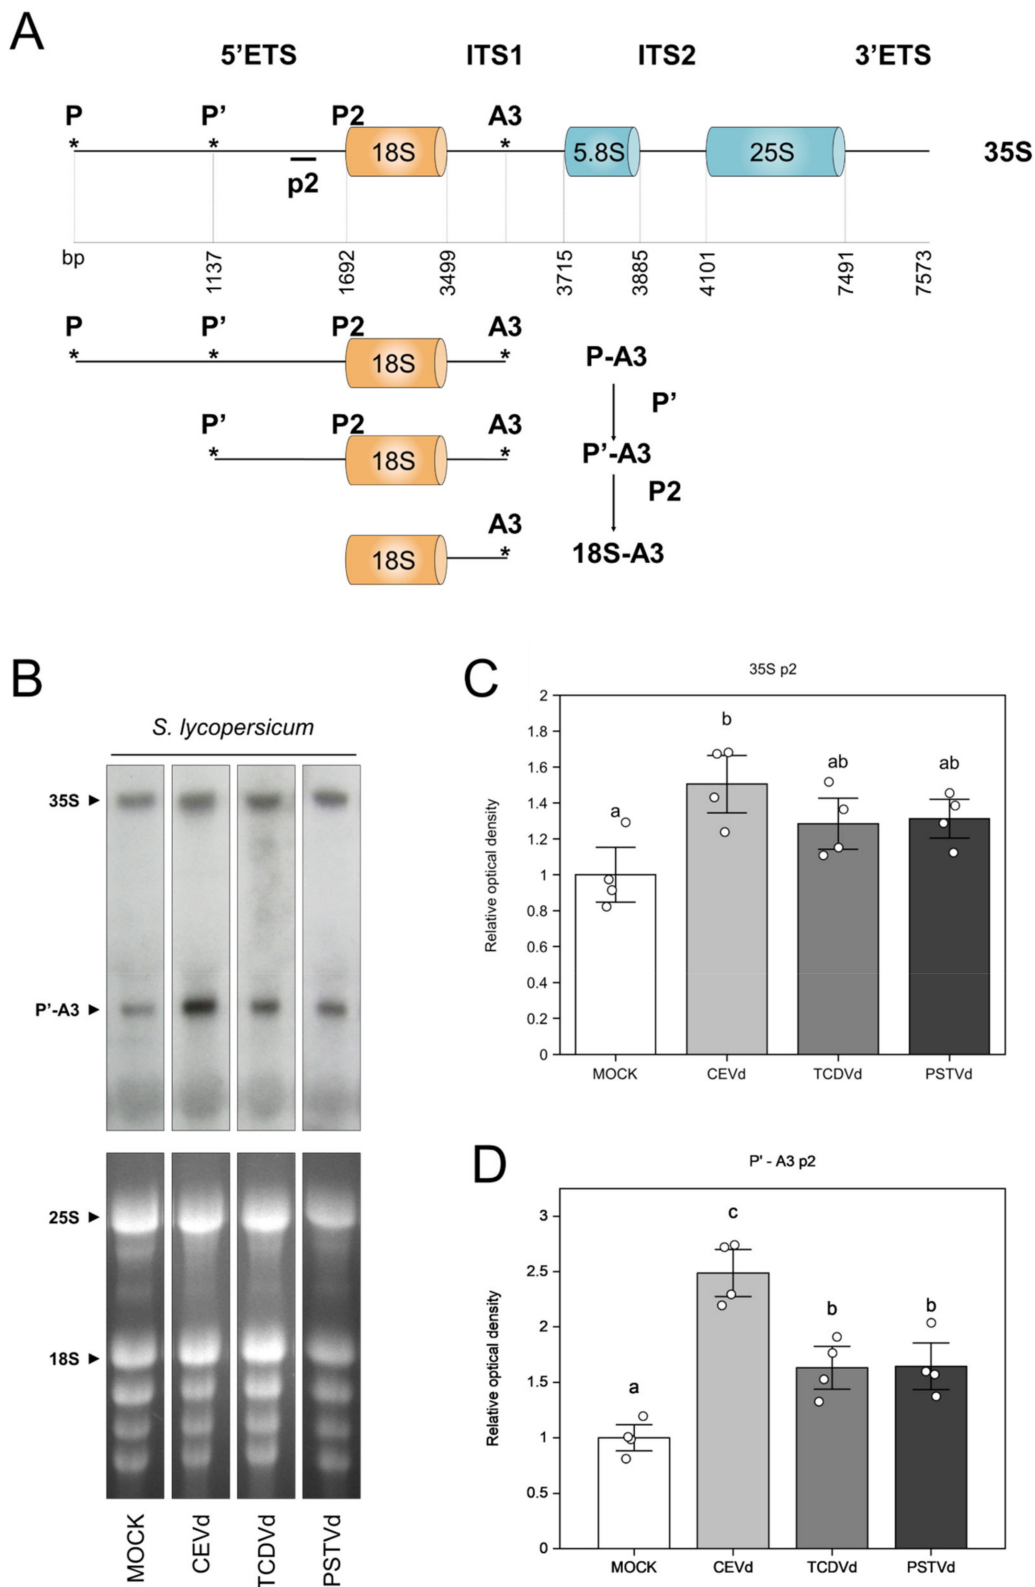 A
5'ETS ITS1 ITS2 3'ETS
P P' P2 A3
* * *
18S 5.8S 25S 35S
p2
bp 1137 1692 3499 3715 3885 4101 7491 7573
P P' P2 A3
* * *
18S
P-A3
P'
P' P2 A3
* *
18S
P'-A3
P2
A3
*
18S
18S-A3
B
S. lycopersicum
35S
P'-A3
25S
18S
MOCK CEVd TCDVd PSTVd
C
35S p2
Relative optical density
2
1.8
1.6
1.4
1.2
1
0.8
0.6
0.4
0.2
0
a b ab ab
MOCK CEVd TCDVd PSTVd
D
P' - A3 p2
Relative optical density
3
2.5
2
1.5
1
0.5
0
a c b b
MOCK CEVd TCDVd PSTVd